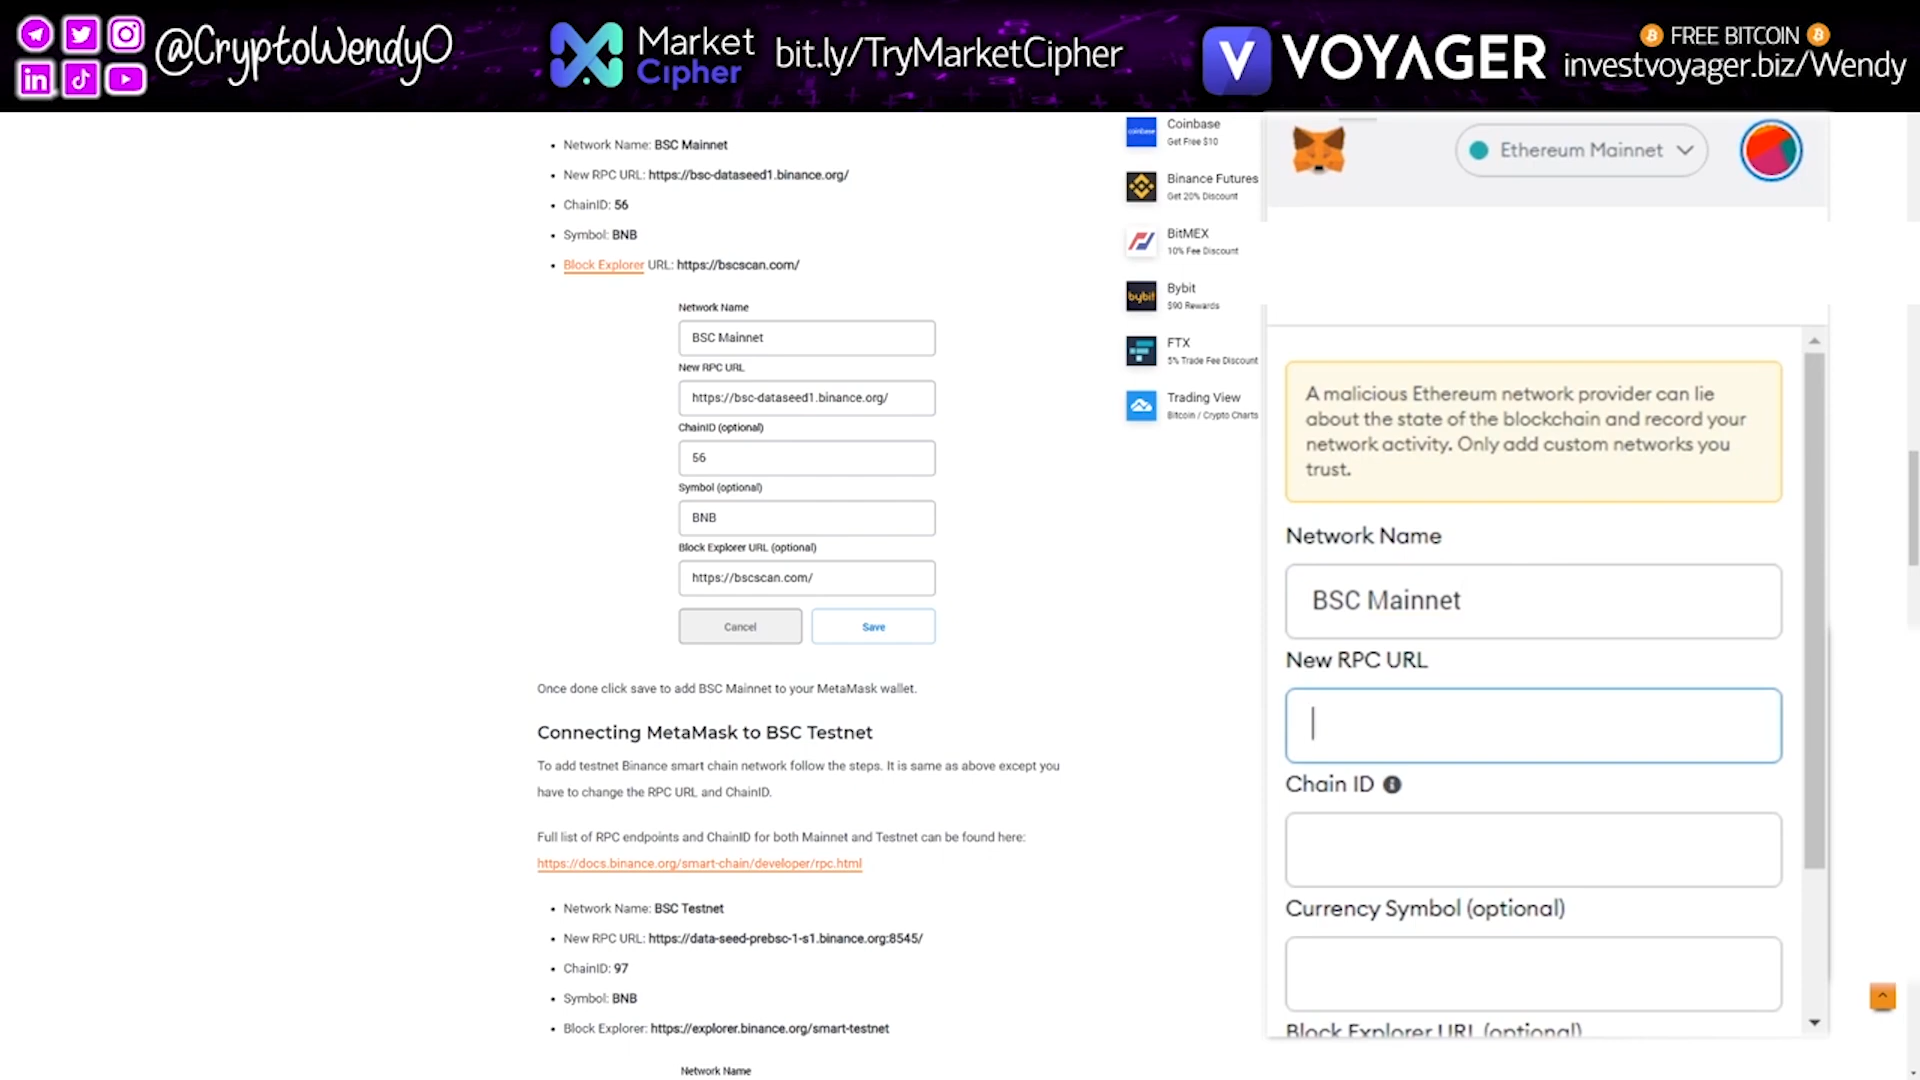 @CryptoWendyO
Market
Cipher
bit.ly/TryMarketCipher
VOYAGER
FREE BITCOIN
investvoyager.biz/Wendy
Network Name: BSC Mainnet
New RPC URL: https://bsc-dataseed1.binance.org/
ChainID: 56
Symbol: BNB
Block Explorer URL: https://bscscan.com/
Network Name
BSC Mainnet
New RPC URL
https://bsc-dataseed1.binance.org/
ChainID (optional)
56
Symbol (optional)
BNB
Block Explorer URL (optional)
https://bscscan.com/
Cancel
Save
Once done click save to add BSC Mainnet to your MetaMask wallet.
Connecting MetaMask to BSC Testnet
To add testnet Binance smart chain network follow the steps. It is same as above except you
have to change the RPC URL and ChainID.
Full list of RPC endpoints and ChainID for both Mainnet and Testnet can be found here:
https://docs.binance.org/smart-chain/developer/rpc.html
Network Name: BSC Testnet
New RPC URL: https://data-seed-prebsc-1-s1.binance.org:8545/
ChainID: 97
Symbol: BNB
Block Explorer: https://explorer.binance.org/smart-testnet
Network Name
coinbase
Coinbase
Get Free $10
Binance Futures
Get 20% Discount
BitMEX
10% Fee Discount
bybit
Bybit
$90 Rewards
FTX
5% Trade Fee Discount
Trading View
Bitcoin / Crypto Charts
Ethereum Mainnet
A malicious Ethereum network provider can lie
about the state of the blockchain and record your
network activity. Only add custom networks you
trust.
Network Name
BSC Mainnet
New RPC URL
Chain ID
Currency Symbol (optional)
Block Explorer URL (optional)